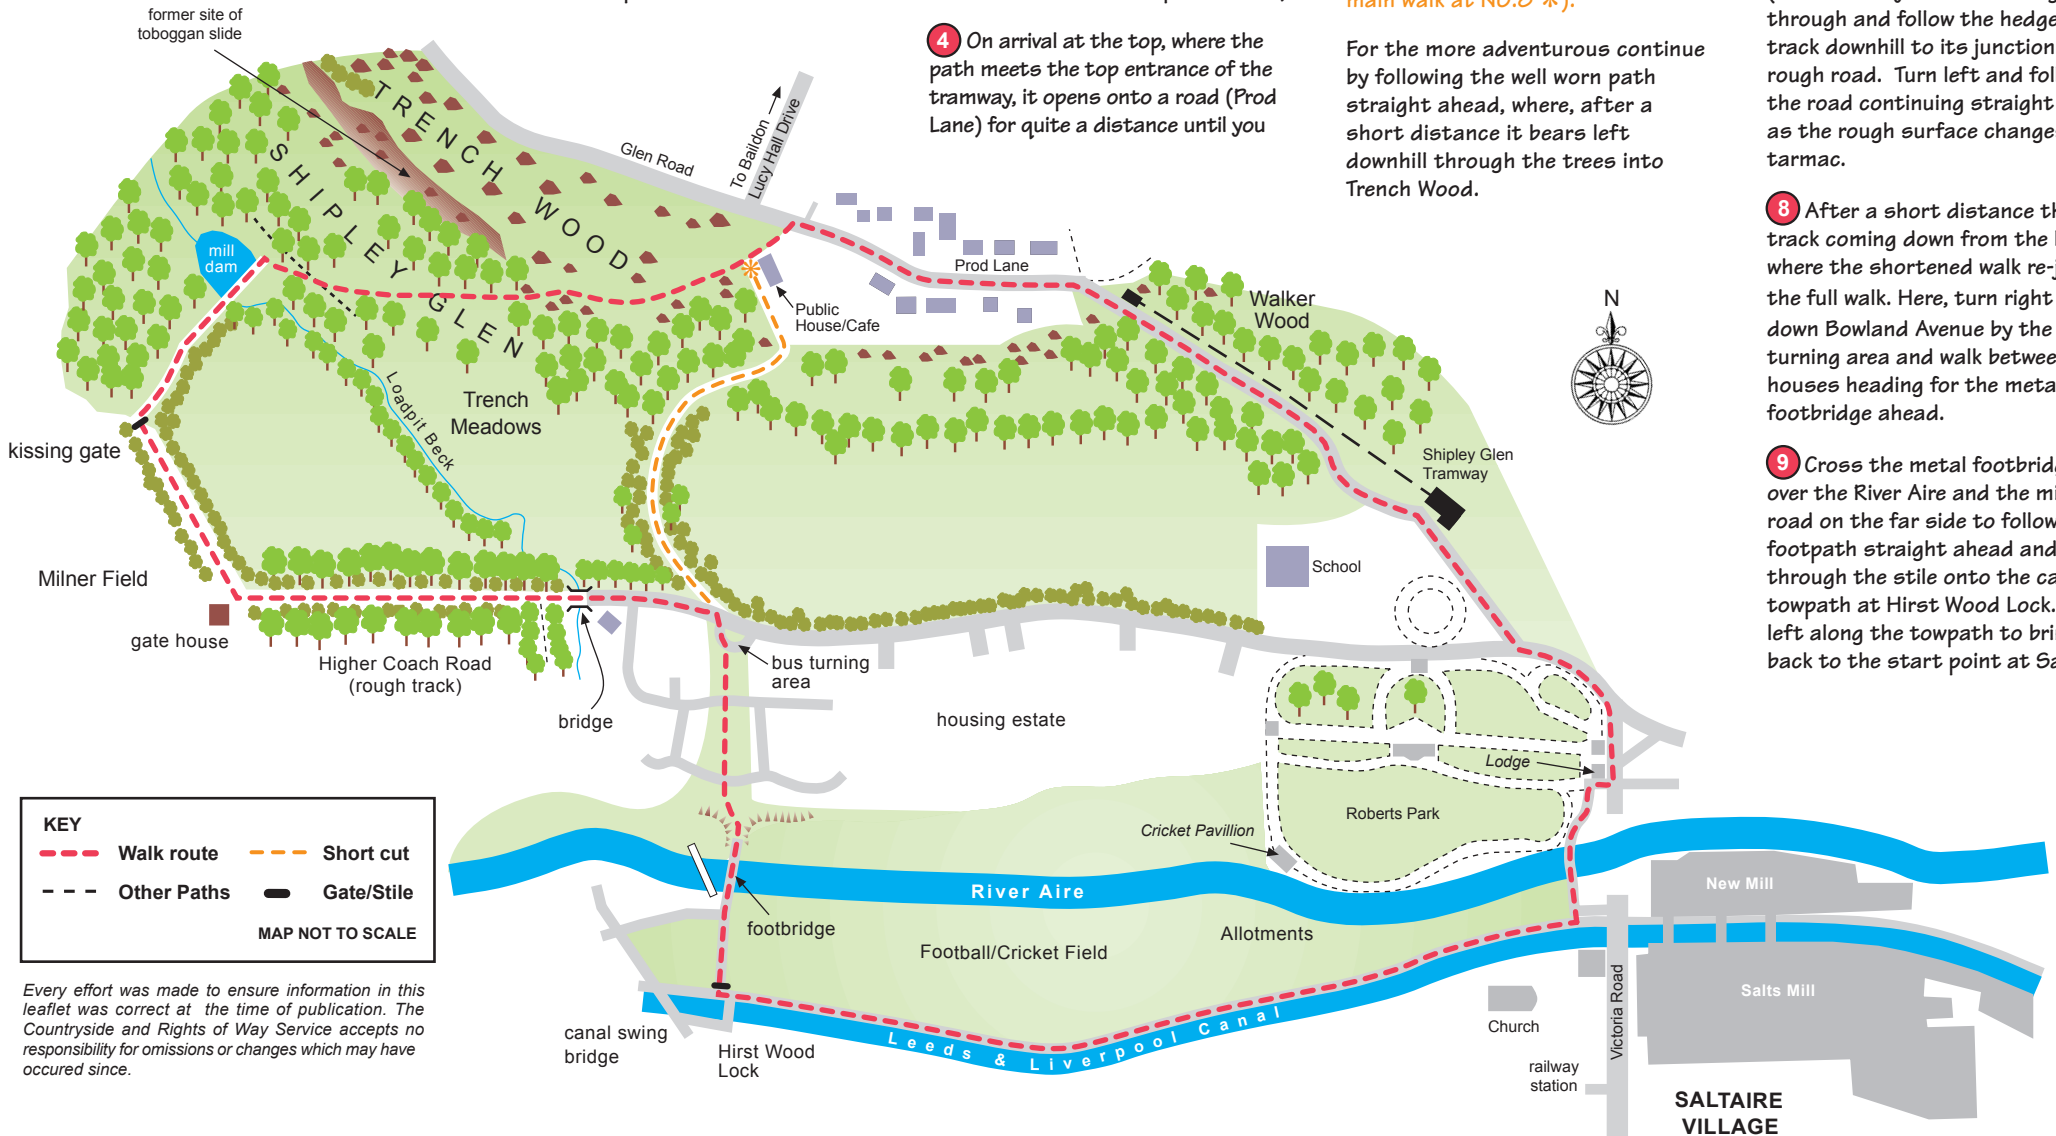 main walk at No.8 *).
4 On arrival at the top, where the
path meets the top entrance of the
tramway, it opens onto a road (Prod
Lane) for quite a distance until you
For the more adventurous continue
by following the well worn path
straight ahead, where, after a
short distance it bears left
downhill through the trees into
Trench Wood.
through and follow the hedge
track downhill to its junction
rough road. Turn left and
the road continuing straight
as the rough surface
tarmac.
8 After a short distance
track coming down from the
where the shortened walk
the full walk. Here, turn right
down Bowland Avenue by the
turning area and walk
houses heading for the
footbridge ahead.
9 Cross the metal
over the River Aire and the
road on the far side to follow
footpath straight ahead and
through the stile onto the
towpath at Hirst Wood Lock.
left along the towpath to
back to the start point at
former site of
toboggan slide
TRENCH WOOD
SHIPLEY GLEN
Glen Road
To Baildon
Lucy Hall Drive
mill
dam
Prod Lane
Public
House/Cafe
Walker
Wood
N
Loadpit Beck
Trench
Meadows
kissing gate
Shipley Glen
Tramway
School
Milner Field
gate house
Higher Coach Road
(rough track)
bridge
bus turning
area
housing estate
Lodge
Roberts Park
Cricket Pavillion
River Aire
New Mill
footbridge
Football/Cricket Field
Allotments
Salts Mill
Victoria Road
Church
canal swing
bridge
Hirst Wood
Lock
Leeds & Liverpool Canal
railway
station
SALTAIRE
VILLAGE
KEY
Walk route
Short cut
Other Paths
Gate/Stile
MAP NOT TO SCALE
Every effort was made to ensure information in this
leaflet was correct at the time of publication. The
Countryside and Rights of Way Service accepts no
responsibility for omissions or changes which may have
occured since.